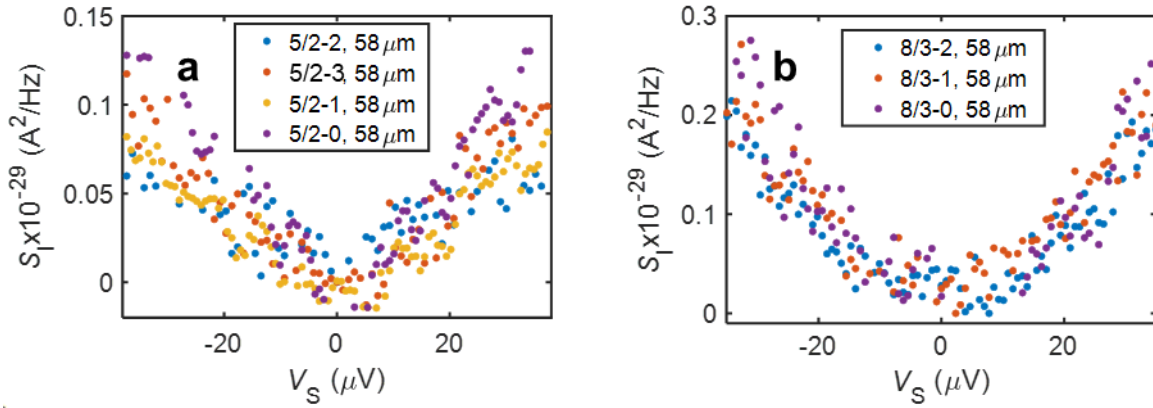 a
5/2-2, 58 μm
5/2-3, 58 μm
5/2-1, 58 μm
5/2-0, 58 μm
0.15
0.1
0.05
0
S_I x10^-29 (A^2/Hz)
-20
0
20
V_S (μV)
b
8/3-2, 58 μm
8/3-1, 58 μm
8/3-0, 58 μm
0.3
0.2
0.1
0
S_I x10^-29 (A^2/Hz)
-20
0
20
V_S (μV)